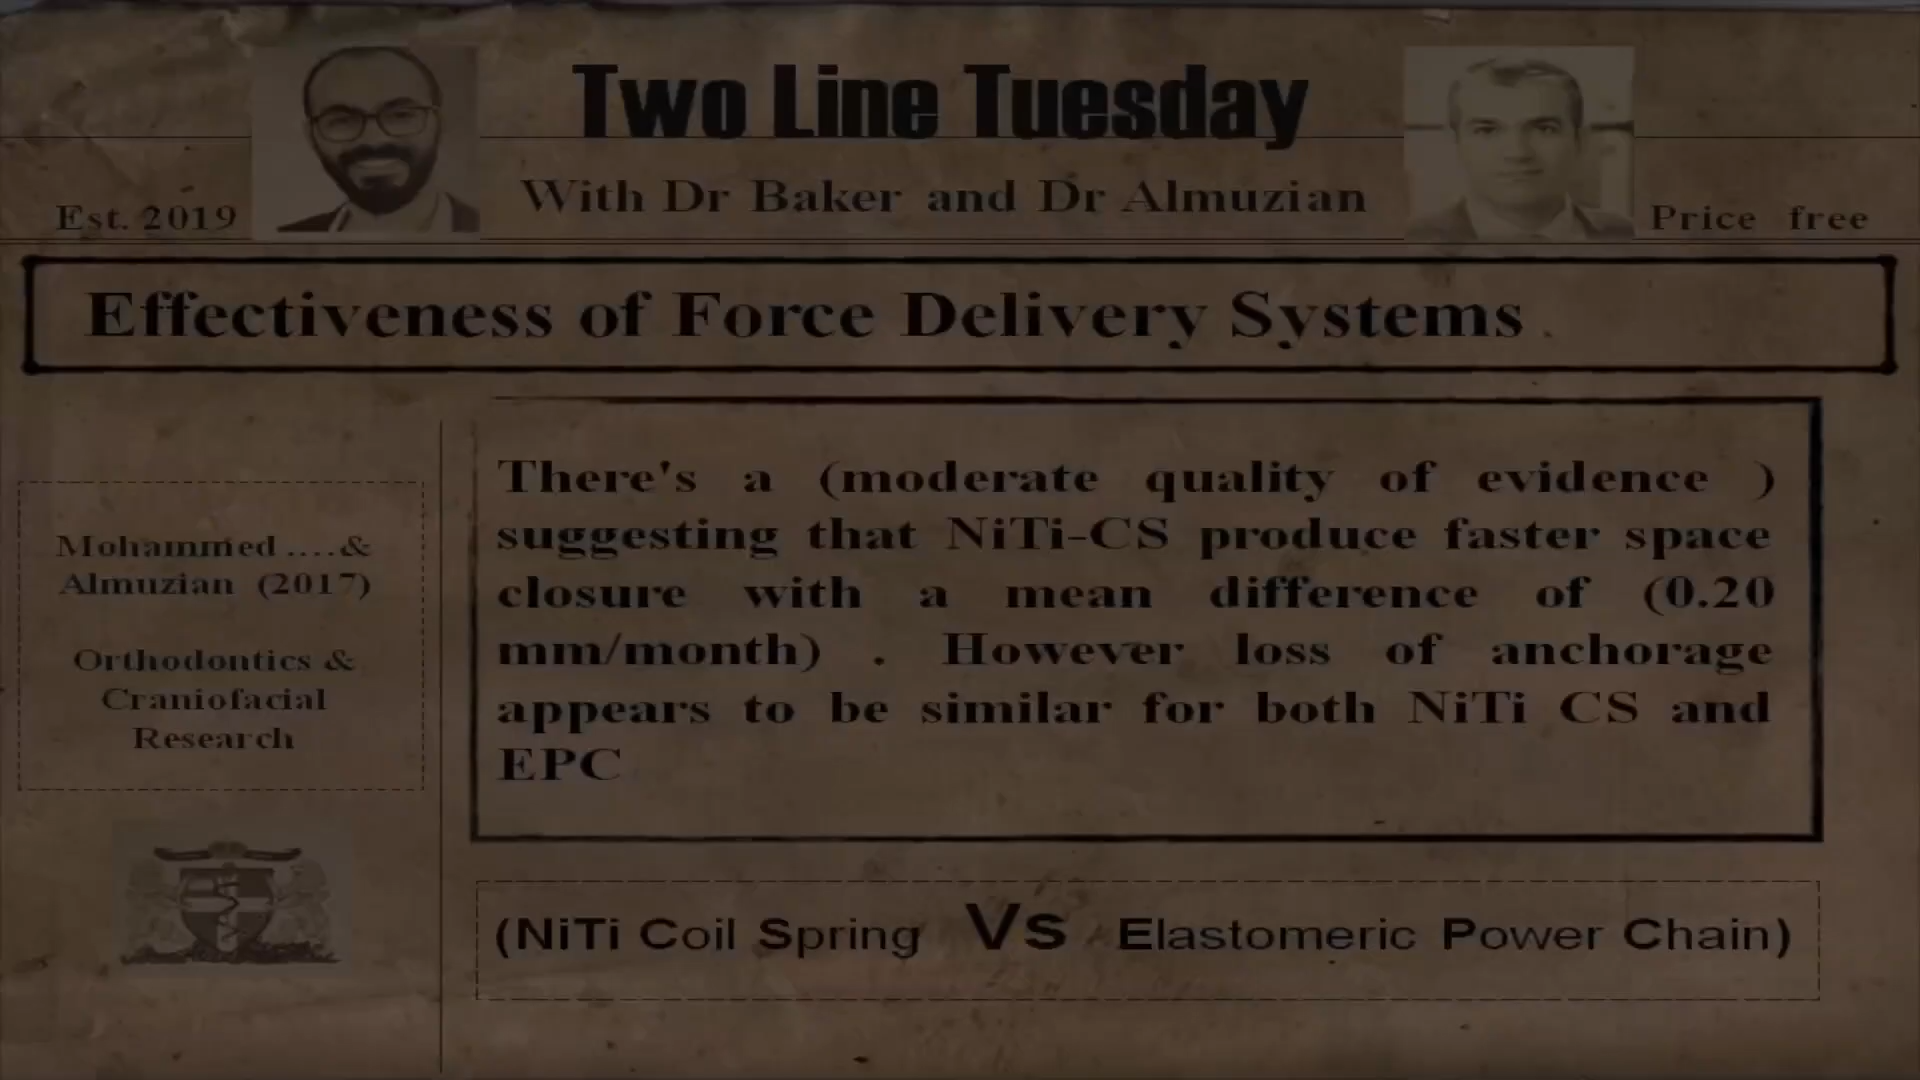 Two Line Tuesday
With Dr Baker and Dr Almuzian
Est. 2019
Price free
Effectiveness of Force Delivery Systems .
Mohammed ....&
Almuzian (2017)
Orthodontics &
Craniofacial
Research
There's a (moderate quality of evidence )
suggesting that NiTi-CS produce faster space
closure with a mean difference of (0.20
mm/month) . However loss of anchorage
appears to be similar for both NiTi CS and
EPC
(NiTi Coil Spring Vs Elastomeric Power Chain)